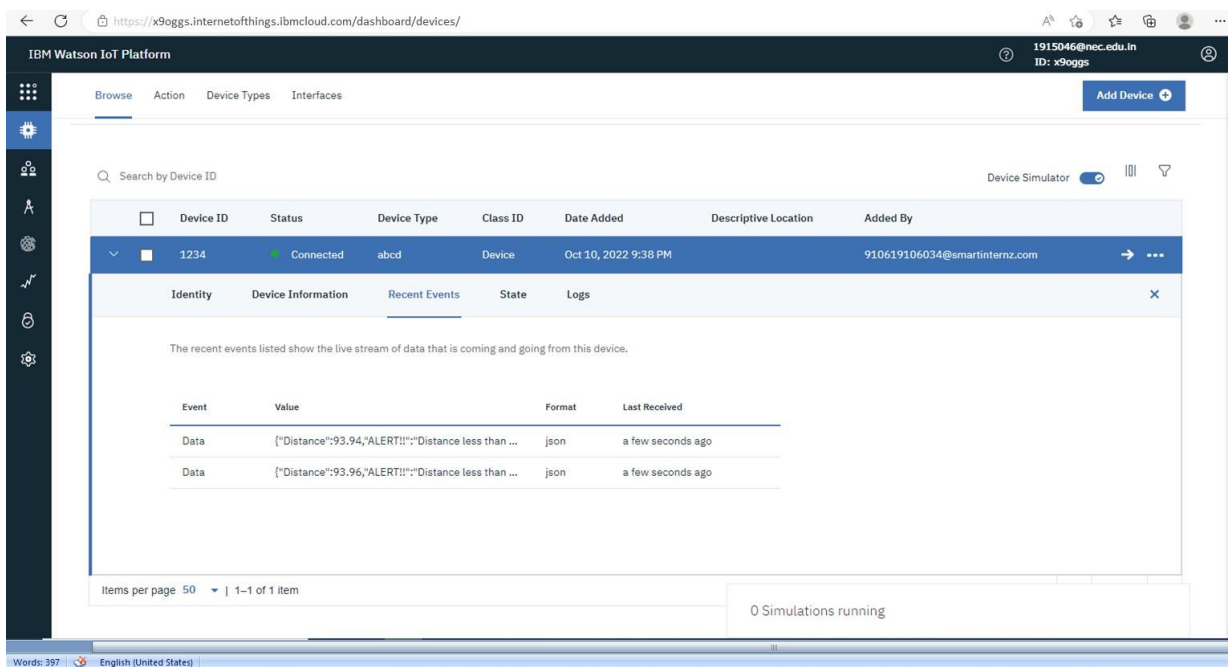 https://x9oggs.internetofthings.ibmcloud.com/dashboard/devices/
IBM Watson IoT Platform
1915046@nec.edu.in
ID: x9oggs
Browse Action Device Types Interfaces Add Device
Search by Device ID Device Simulator
Device ID Status Device Type Class ID Date Added Descriptive Location Added By
1234 Connected abcd Device Oct 10, 2022 9:38 PM 910619106034@smartinternz.com
Identity Device Information Recent Events State Logs
The recent events listed show the live stream of data that is coming and going from this device.
Event Value Format Last Received
Data {"Distance":93.94,"ALERT!!":"Distance less than ... json a few seconds ago
Data {"Distance":93.96,"ALERT!!":"Distance less than ... json a few seconds ago
Items per page 50 | 1–1 of 1 item
0 Simulations running
Words: 397 English (United States)